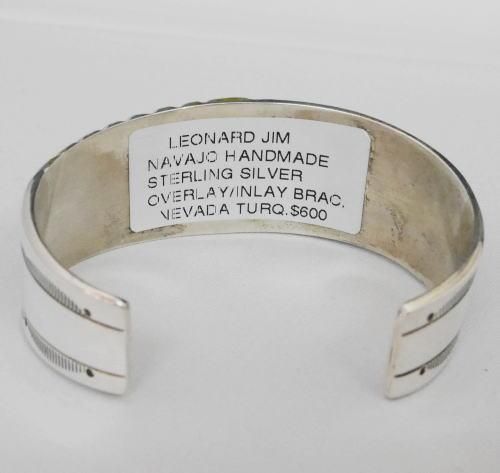 LEONARD JIM
NAVAJO HANDMADE
STERLING SILVER
OVERLAY/INLAY BRAC.
NEVADA TURQ.$600